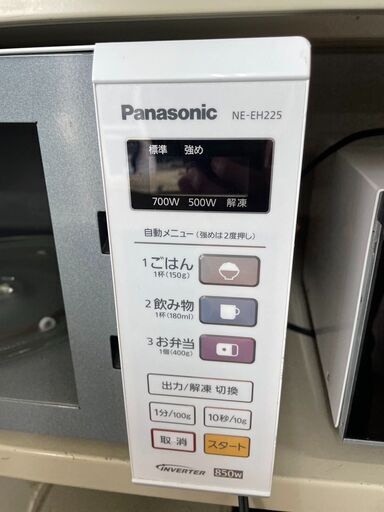 Panasonic NE-EH225
標準 強め
700W 500W 解凍
自動メニュー(強めは2度押し)
1 ごはん
1杯(150g)
2 飲み物
1杯(180ml)
3 お弁当
1個(400g)
出力/解凍 切換
1分/100g 10秒/10g
取消 スタート
INVERTER 850W